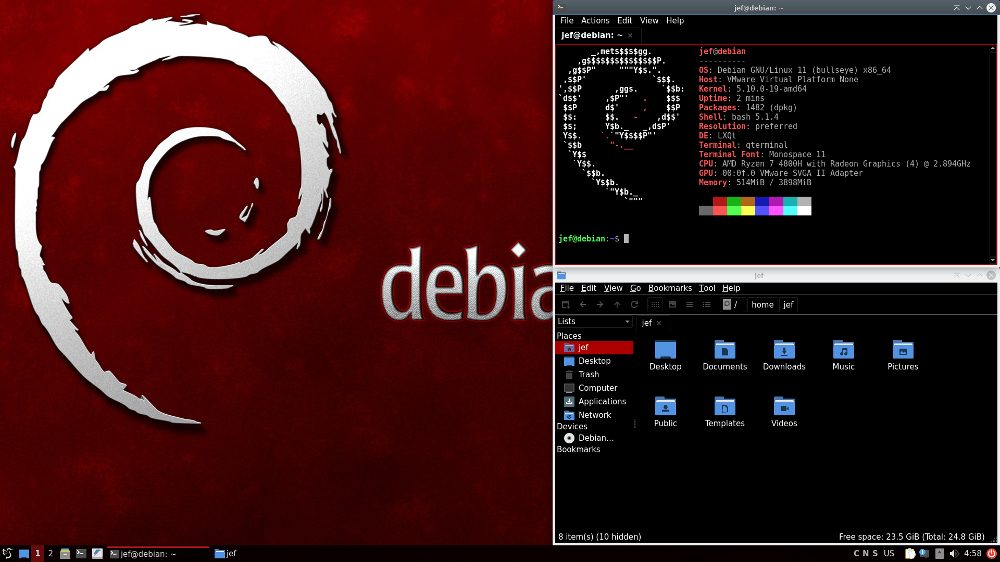 debia
jef@debian: ~
File Actions Edit View Help
jef@debian: ~
_,met$$$$$gg.
,g$$$$$$$$$$$$$$$P.
,g$$P"     """Y$$.".
,$$P'              `$$$.
',$$P       ,ggs.     `$$b:
`d$$'     ,$P"'   .    $$$
$$P      d$'     ,    $$P
$$:      $$.   -    ,d$$'
$$;      Y$b._   _,d$P'
Y$$.    `.`"Y$$$$P"'
`$$b      "-.__
`Y$$
`Y$$.
`$$b.
`Y$$b.
`"Y$b._
`"""
jef@debian
----------
OS: Debian GNU/Linux 11 (bullseye) x86_64
Host: VMware Virtual Platform None
Kernel: 5.10.0-19-amd64
Uptime: 2 mins
Packages: 1482 (dpkg)
Shell: bash 5.1.4
Resolution: preferred
DE: LXQt
Terminal: qterminal
Terminal Font: Monospace 11
CPU: AMD Ryzen 7 4800H with Radeon Graphics (4) @ 2.894GHz
GPU: 00:0f.0 VMware SVGA II Adapter
Memory: 514MiB / 3898MiB
jef@debian:~$
jef
File Edit View Go Bookmarks Tool Help
/ home jef
Lists
jef
Places
jef
Desktop
Trash
Computer
Applications
Network
Devices
Debian...
Bookmarks
Desktop Documents Downloads Music Pictures
Public Templates Videos
8 item(s) (10 hidden)
Free space: 23.5 GiB (Total: 24.8 GiB)
1 2 jef@debian: ~ jef C N S US 4:58